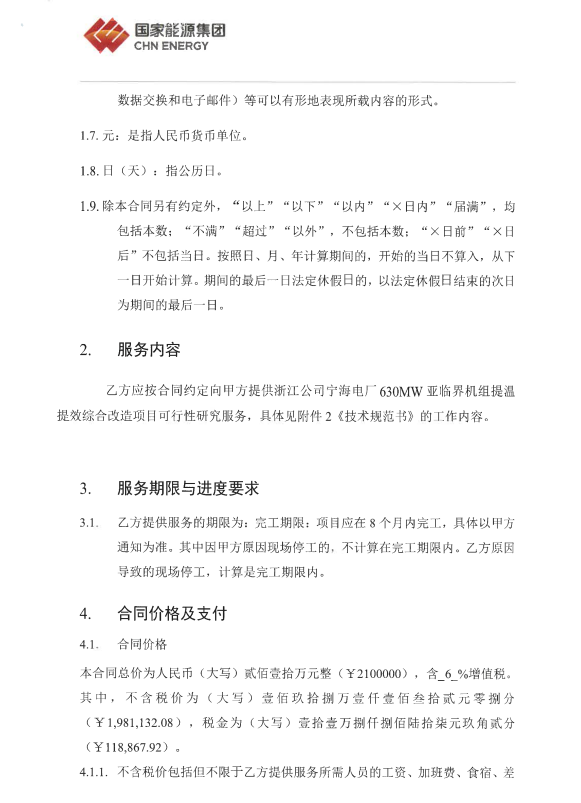 国家能源集团
CHN ENERGY
数据交换和电子邮件）等可以有形地表现所载内容的形式。
1.7. 元：是指人民币货币单位。
1.8. 日（天）：指公历日。
1.9. 除本合同另有约定外，“以上”“以下”“以内”“×日内”“届满”，均
包括本数；“不满”“超过”“以外”，不包括本数；“×日前”“×日
后”不包括当日。按照日、月、年计算期间的，开始的当日不算入，从下
一日开始计算。期间的最后一日法定休假日的，以法定休假日结束的次日
为期间的最后一日。
2. 服务内容
乙方应按合同约定向甲方提供浙江公司宁海电厂 630MW 亚临界机组提温
提效综合改造项目可行性研究服务，具体见附件 2《技术规范书》的工作内容。
3. 服务期限与进度要求
3.1. 乙方提供服务的期限为：完工期限：项目应在 8 个月内完工，具体以甲方
通知为准。其中因甲方原因现场停工的，不计算在完工期限内。乙方原因
导致的现场停工，计算是完工期限内。
4. 合同价格及支付
4.1. 合同价格
本合同总价为人民币（大写）贰佰壹拾万元整（￥2100000），含_6_%增值税。
其中，不含税价为（大写）壹佰玖拾捌万壹仟壹佰叁拾贰元零捌分
（￥1,981,132.08），税金为（大写）壹拾壹万捌仟捌佰陆拾柒元玖角贰分
（￥118,867.92）。
4.1.1. 不含税价包括但不限于乙方提供服务所需人员的工资、加班费、食宿、差